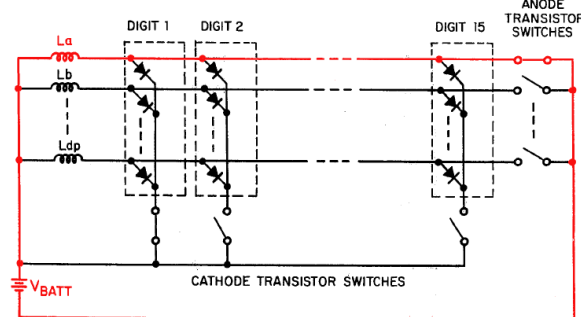 ANODE
TRANSISTOR
SWITCHES
DIGIT 1
DIGIT 2
DIGIT 15
La
Lb
Ldp
VBATT
CATHODE TRANSISTOR SWITCHES